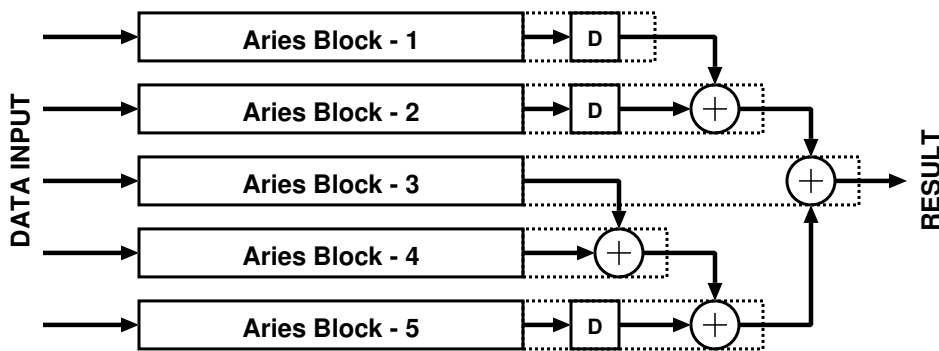 DATA INPUT
Aries Block - 1
D
Aries Block - 2
D
Aries Block - 3
Aries Block - 4
Aries Block - 5
D
RESULT